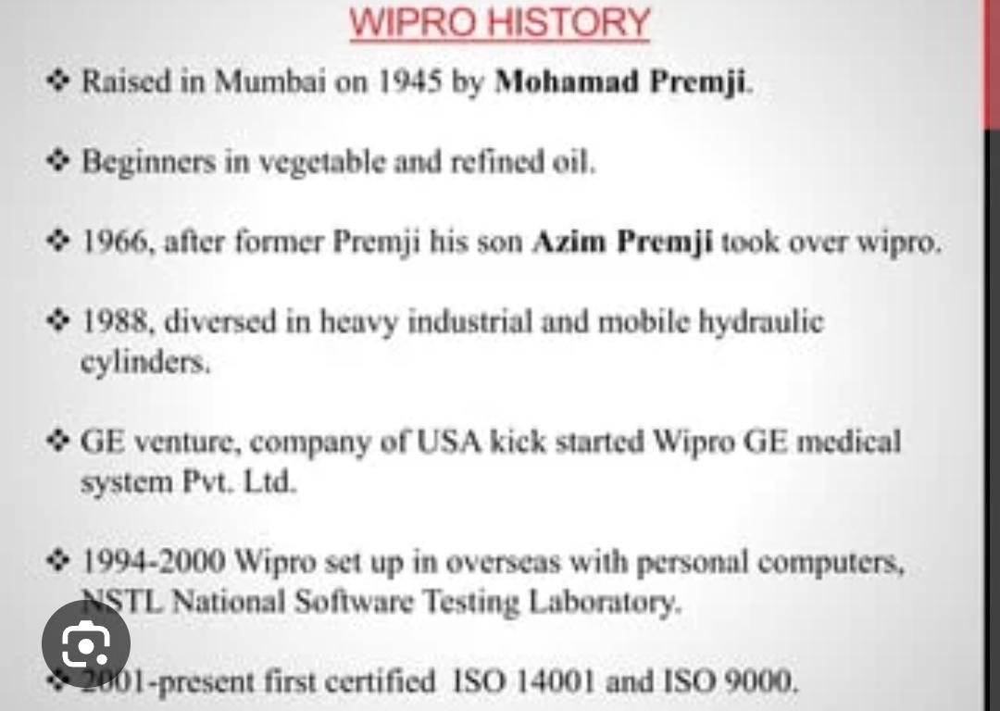 WIPRO HISTORY
❖ Raised in Mumbai on 1945 by Mohamad Premji.
❖ Beginners in vegetable and refined oil.
❖ 1966, after former Premji his son Azim Premji took over wipro.
❖ 1988, diversed in heavy industrial and mobile hydraulic
cylinders.
❖ GE venture, company of USA kick started Wipro GE medical
system Pvt. Ltd.
❖ 1994-2000 Wipro set up in overseas with personal computers,
NSTL National Software Testing Laboratory.
❖ 2001-present first certified ISO 14001 and ISO 9000.